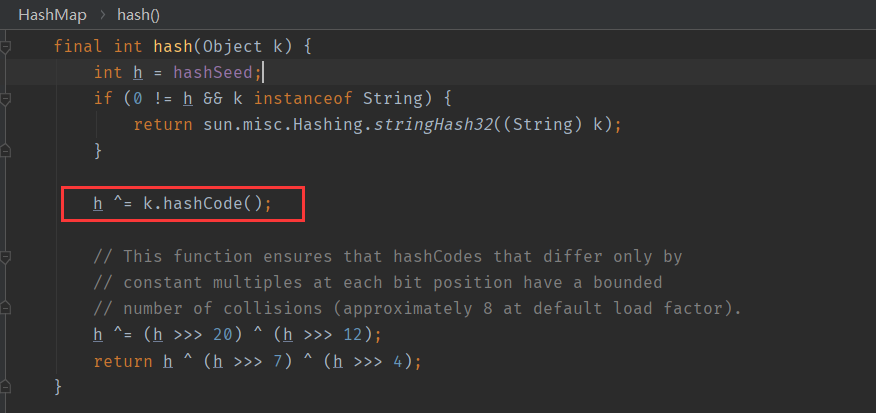 HashMap > hash()
final int hash(Object k) {
    int h = hashSeed;
    if (0 != h && k instanceof String) {
        return sun.misc.Hashing.stringHash32((String) k);
    }

    h ^= k.hashCode();

    // This function ensures that hashCodes that differ only by
    // constant multiples at each bit position have a bounded
    // number of collisions (approximately 8 at default load factor).
    h ^= (h >>> 20) ^ (h >>> 12);
    return h ^ (h >>> 7) ^ (h >>> 4);
}